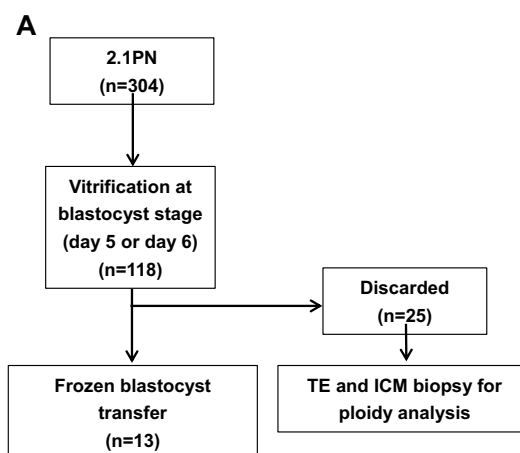 A
2.1PN
(n=304)
Vitrification at
blastocyst stage
(day 5 or day 6)
(n=118)
Discarded
(n=25)
Frozen blastocyst
transfer
(n=13)
TE and ICM biopsy for
ploidy analysis